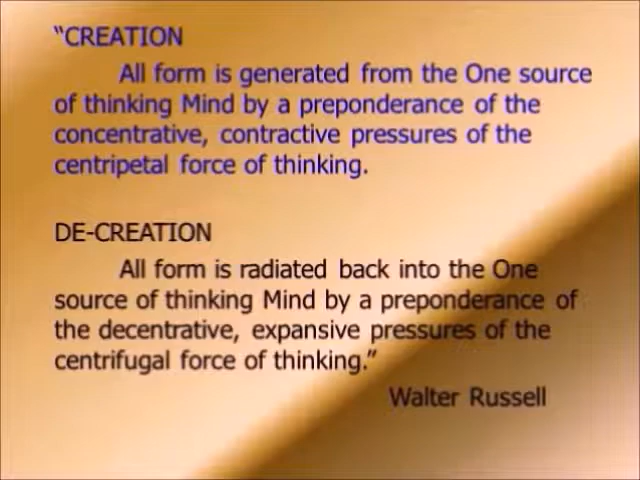 “CREATION
All form is generated from the One source
of thinking Mind by a preponderance of the
concentrative, contractive pressures of the
centripetal force of thinking.
DE-CREATION
All form is radiated back into the One
source of thinking Mind by a preponderance of
the decentrative, expansive pressures of the
centrifugal force of thinking.”
Walter Russell